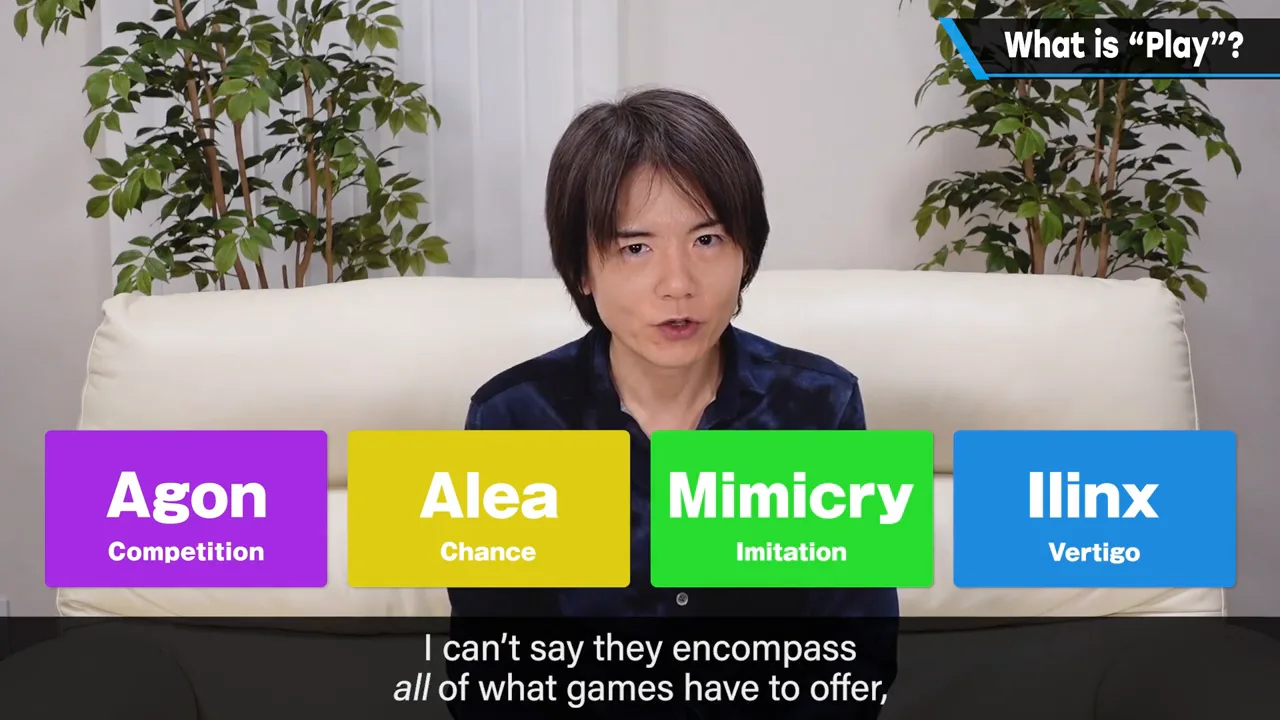 What is “Play”?
Agon
Competition
Alea
Chance
Mimicry
Imitation
Ilinx
Vertigo
I can’t say they encompass
all of what games have to offer,